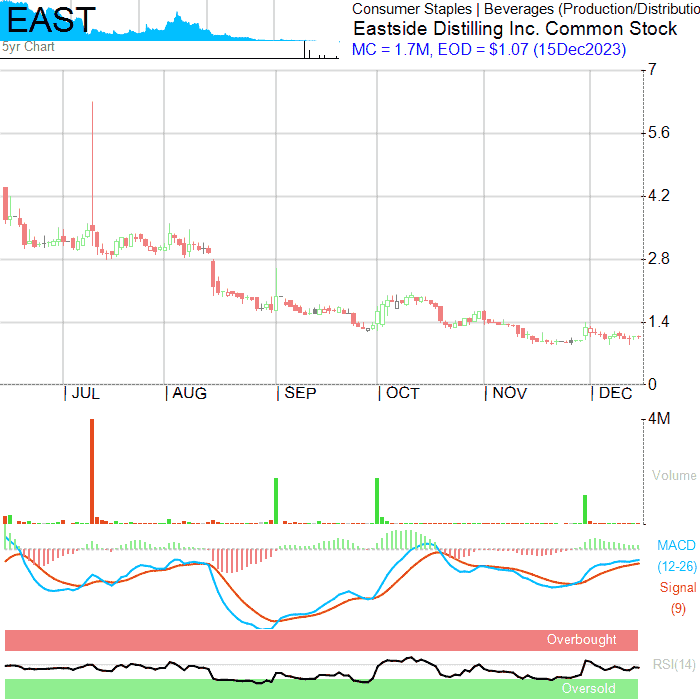 EAST
5yr Chart
Consumer Staples | Beverages (Production/Distributio
Eastside Distilling Inc. Common Stock
MC = 1.7M, EOD = $1.07 (15Dec2023)
7
5.6
4.2
2.8
1.4
0
| JUL | AUG | SEP | OCT | NOV | DEC
4M
Volume
MACD
(12-26)
Signal
(9)
Overbought
RSI(14)
Oversold